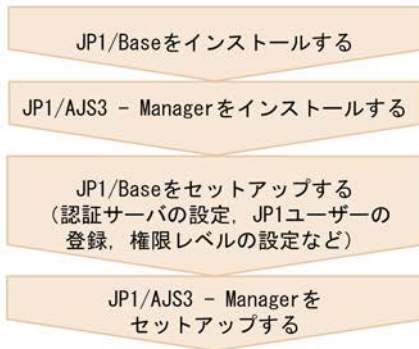 JP1/Baseをインストールする
JP1/AJS3 - Managerをインストールする
JP1/Baseをセットアップする
（認証サーバの設定，JP1ユーザーの
登録，権限レベルの設定など）
JP1/AJS3 - Managerを
セットアップする